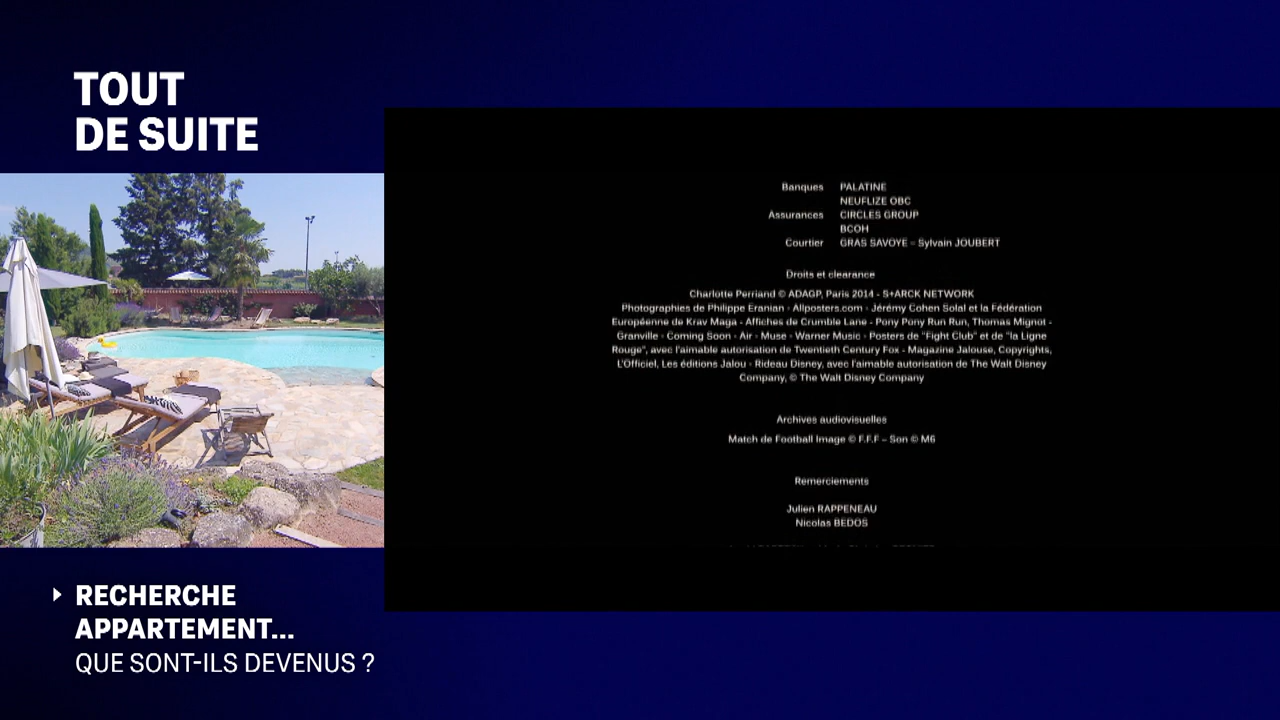 TOUT
DE SUITE
RECHERCHE
APPARTEMENT...
QUE SONT-ILS DEVENUS ?
Banques PALATINE
NEUFLIZE OBC
Assurances CIRCLES GROUP
BCOH
Courtier GRAS SAVOYE - Sylvain JOUBERT
Droits et clearance
Charlotte Perriand © ADAGP, Paris 2014 - S+ARCK NETWORK
Photographies de Philippe Eranian - Allposters.com - Jérémy Cohen Solal et la Fédération
Européenne de Krav Maga - Affiches de Crumble Lane - Pony Pony Run Run, Thomas Mignot -
Granville - Coming Soon - Air - Muse - Warner Music - Posters de "Fight Club" et de "la Ligne
Rouge", avec l'aimable autorisation de Twentieth Century Fox - Magazine Jalouse, Copyrights,
L'Officiel, Les éditions Jalou - Rideau Disney, avec l'aimable autorisation de The Walt Disney
Company, © The Walt Disney Company
Archives audiovisuelles
Match de Football Image © F.F.F – Son © M6
Remerciements
Julien RAPPENEAU
Nicolas BEDOS